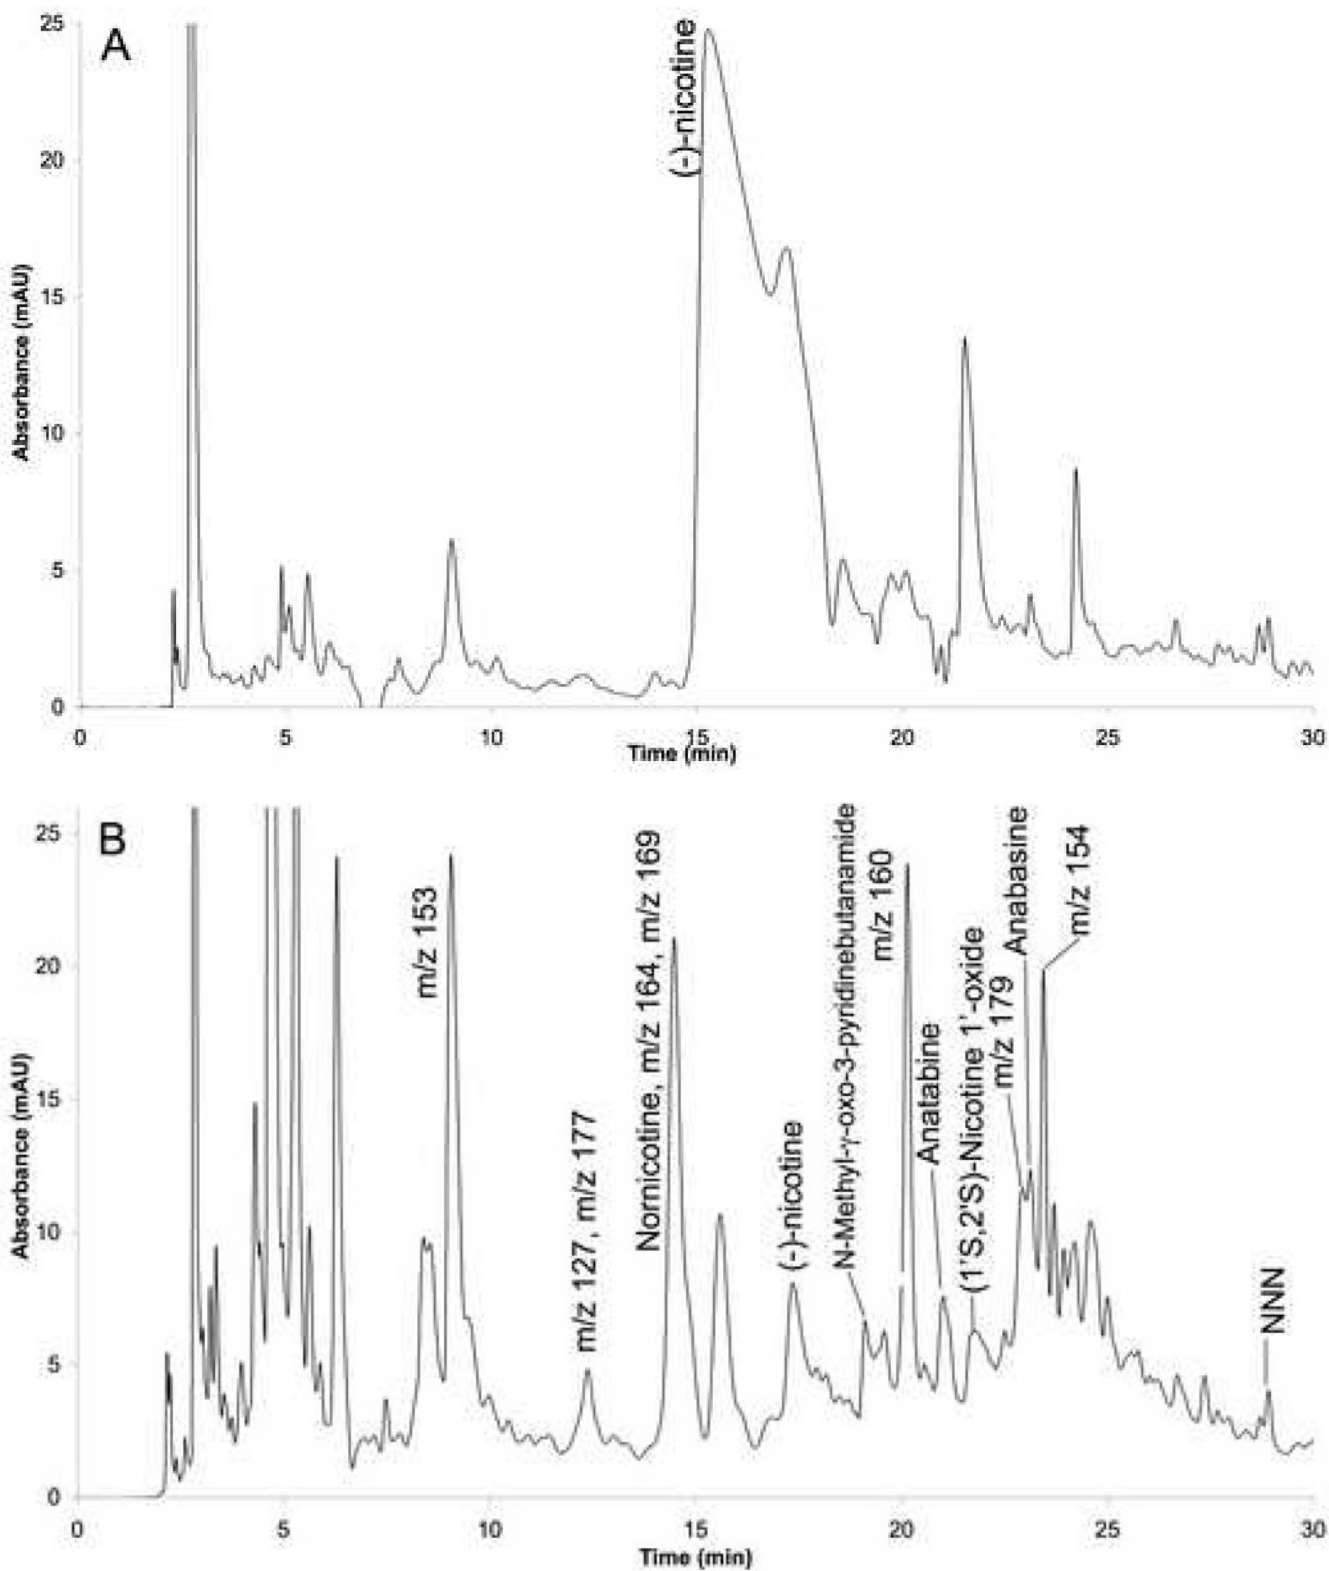 A
25
20
15
10
5
0
Absorbance (mAU)
(-)-nicotine
0 5 10 15 20 25 30
Time (min)
B
25
20
15
10
5
0
Absorbance (mAU)
m/z 153
m/z 127, m/z 177
Nornicotine, m/z 164, m/z 169
(-)-nicotine
N-Methyl-γ-oxo-3-pyridinebutanamide
m/z 160
Anatabine
(1'S,2'S)-Nicotine 1'-oxide
m/z 179
Anabasine
m/z 154
NNN
0 5 10 15 20 25 30
Time (min)